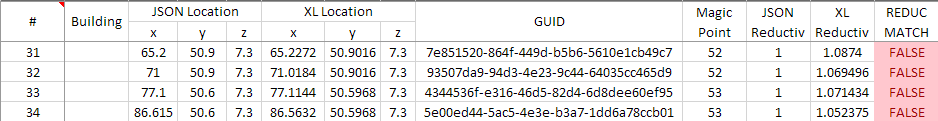 # Building JSON Location XL Location GUID Magic Point JSON Reductiv XL Reductiv REDUC MATCH
x y z x y z
31 65.2 50.9 7.3 65.2272 50.9016 7.3 7e851520-864f-449d-b5b6-5610e1cb49c7 52 1 1.0874 FALSE
32 71 50.9 7.3 71.0184 50.9016 7.3 93507da9-94d3-4e23-9c44-64035cc465d9 52 1 1.069496 FALSE
33 77.1 50.6 7.3 77.1144 50.5968 7.3 4344536f-e316-46d5-82d4-6d8dee60ef95 53 1 1.071434 FALSE
34 86.615 50.6 7.3 86.5632 50.5968 7.3 5e00ed44-5ac5-4e3e-b3a7-1dd6a78ccb01 53 1 1.052375 FALSE